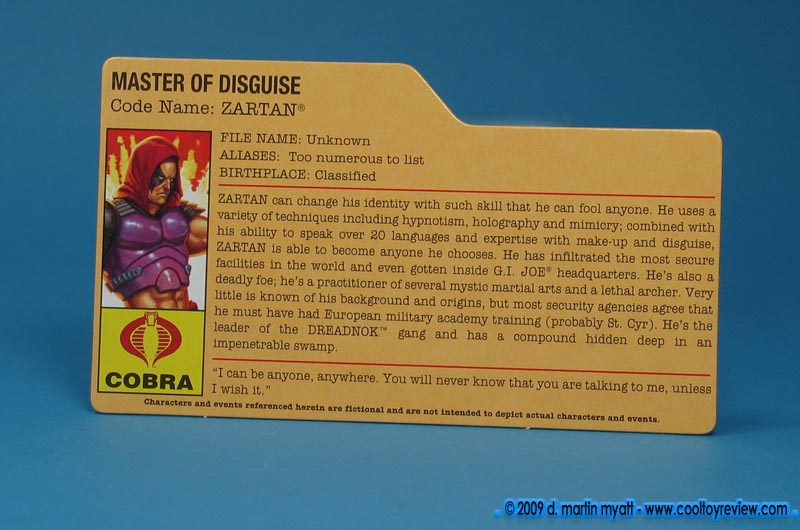 MASTER OF DISGUISE
Code Name: ZARTAN®
FILE NAME: Unknown
ALIASES: Too numerous to list
BIRTHPLACE: Classified
ZARTAN can change his identity with such skill that he can fool anyone. He uses a
variety of techniques including hypnotism, holography and mimicry; combined with
his ability to speak over 20 languages and expertise with make-up and disguise,
ZARTAN is able to become anyone he chooses. He has infiltrated the most secure
facilities in the world and even gotten inside G.I. JOE® headquarters. He's also a
deadly foe; he's a practitioner of several mystic martial arts and a lethal archer. Very
little is known of his background and origins, but most security agencies agree that
he must have had European military academy training (probably St. Cyr). He's the
leader of the DREADNOK™ gang and has a compound hidden deep in an
impenetrable swamp.
COBRA
"I can be anyone, anywhere. You will never know that you are talking to me, unless
I wish it."
Characters and events referenced herein are fictional and are not intended to depict actual characters and events.
© 2009 d. martin myatt - www.cooltoyreview.com